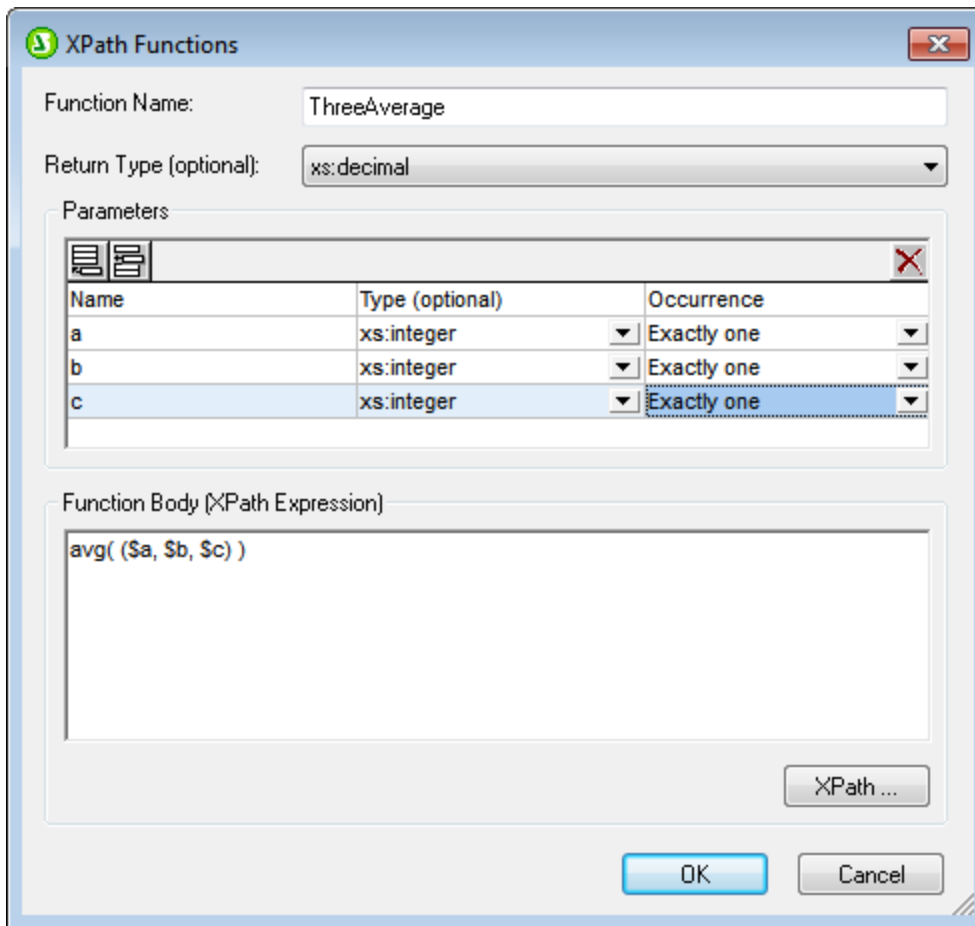 XPath Functions
Function Name: ThreeAverage
Return Type (optional): xs:decimal
Parameters
Name Type (optional) Occurrence
a xs:integer Exactly one
b xs:integer Exactly one
c xs:integer Exactly one
Function Body (XPath Expression)
avg( ($a, $b, $c) )
XPath ...
OK Cancel